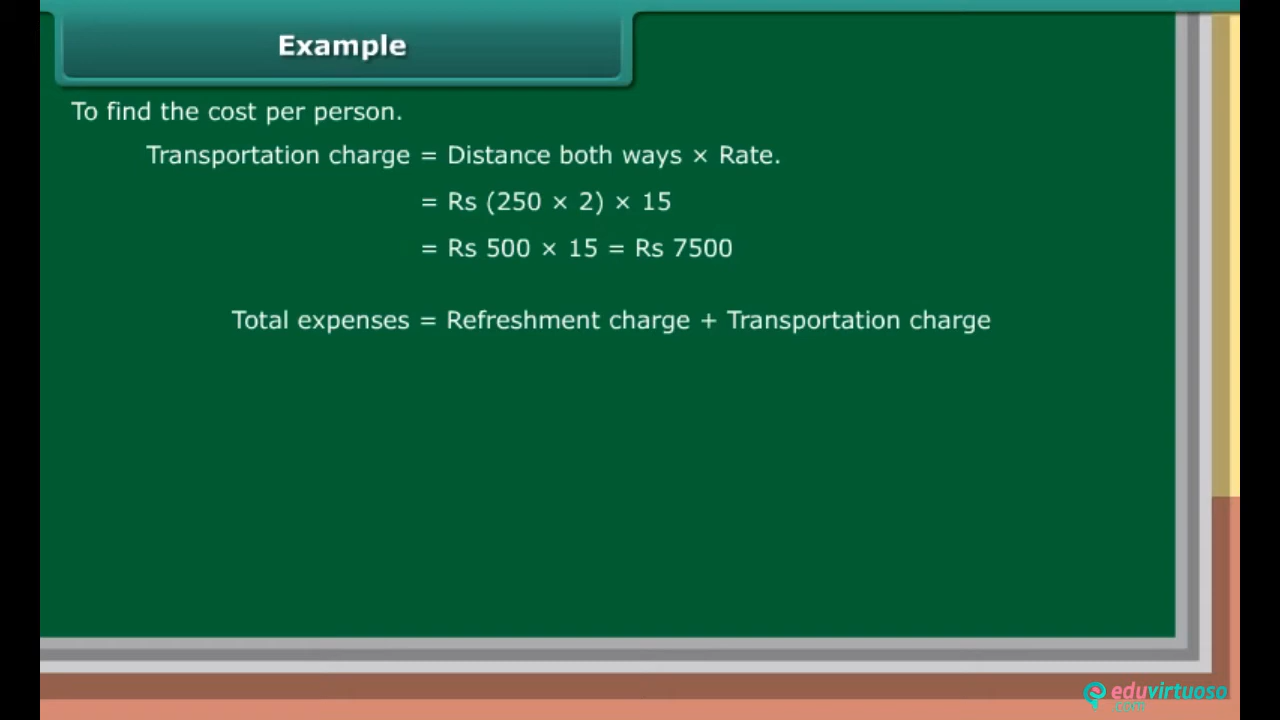 Example
To find the cost per person.
Transportation charge = Distance both ways × Rate.
= Rs (250 × 2) × 15
= Rs 500 × 15 = Rs 7500
Total expenses = Refreshment charge + Transportation charge
eduvirtuoso
.com